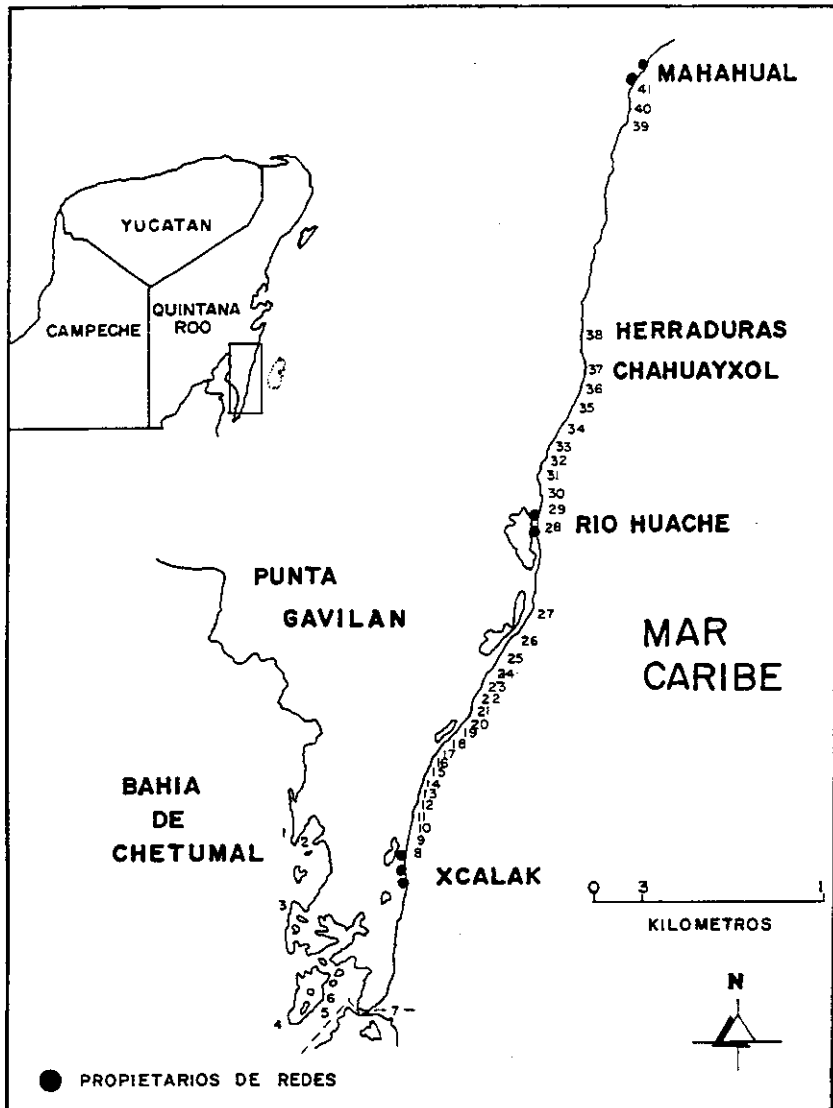 MAHAHUAL
41
40
39
YUCATAN
QUINTANA
ROO
CAMPECHE
38 HERRADURAS
37 CHAHUAYXOL
36
35
34
33
32
31
30
29
28 RIO HUACHE
PUNTA
GAVILAN
27
26
MAR
CARIBE
25
24
23
22
21
20
19
18
17
16
15
14
13
12
11
10
9
8
BAHIA
DE
CHETUMAL
1
2
XCALAK
3
0 3 1
KILOMETROS
6
5
4
7
N
PROPIETARIOS DE REDES